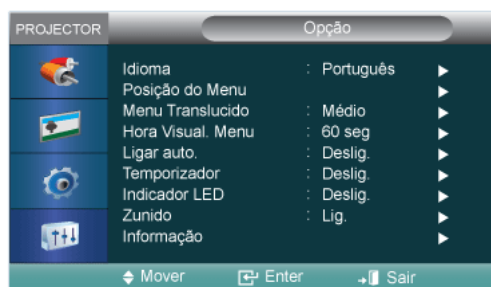 PROJECTOR
Opção
Idioma : Português
Posição do Menu
Menu Translucido : Médio
Hora Visual. Menu : 60 seg
Ligar auto. : Deslig.
Temporizador : Deslig.
Indicador LED : Deslig.
Zunido : Lig.
Informação
Mover Enter Sair